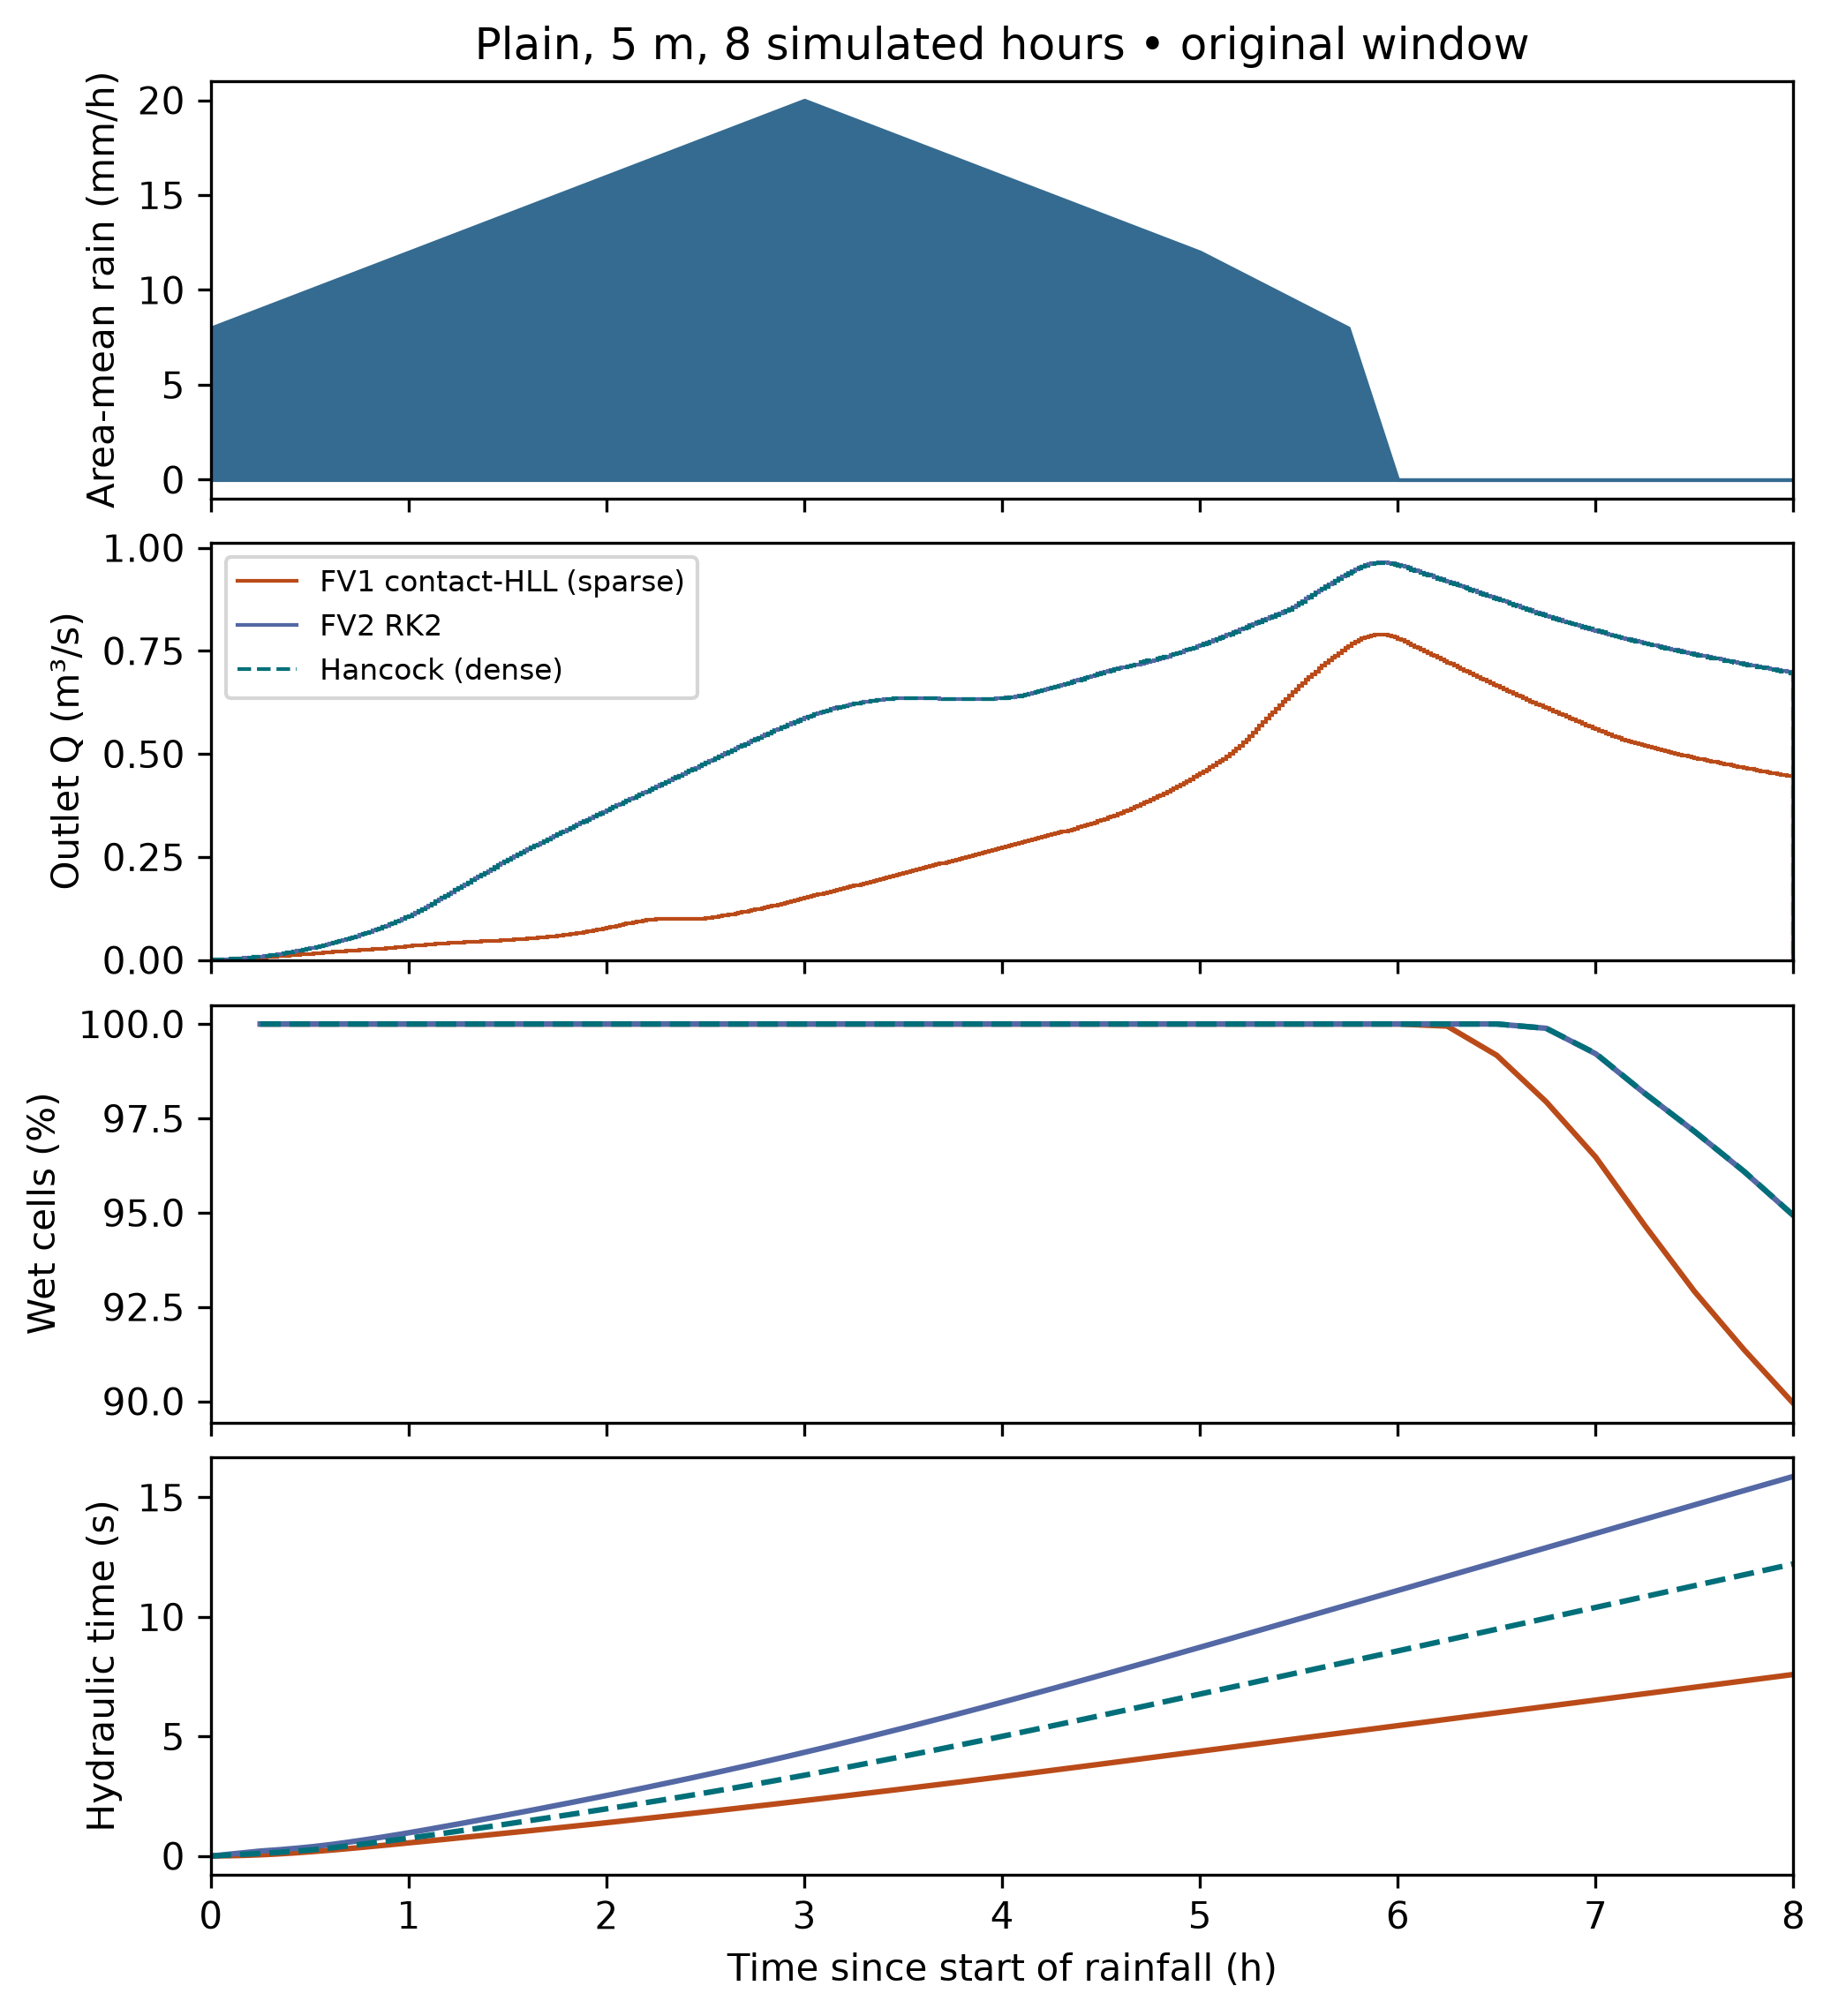 Plain, 5 m, 8 simulated hours • original window
Area-mean rain (mm/h)
20
15
10
5
0
Outlet Q (m³/s)
1.00
0.75
0.50
0.25
0.00
FV1 contact-HLL (sparse)
FV2 RK2
Hancock (dense)
Wet cells (%)
100.0
97.5
95.0
92.5
90.0
Hydraulic time (s)
15
10
5
0
0 1 2 3 4 5 6 7 8
Time since start of rainfall (h)